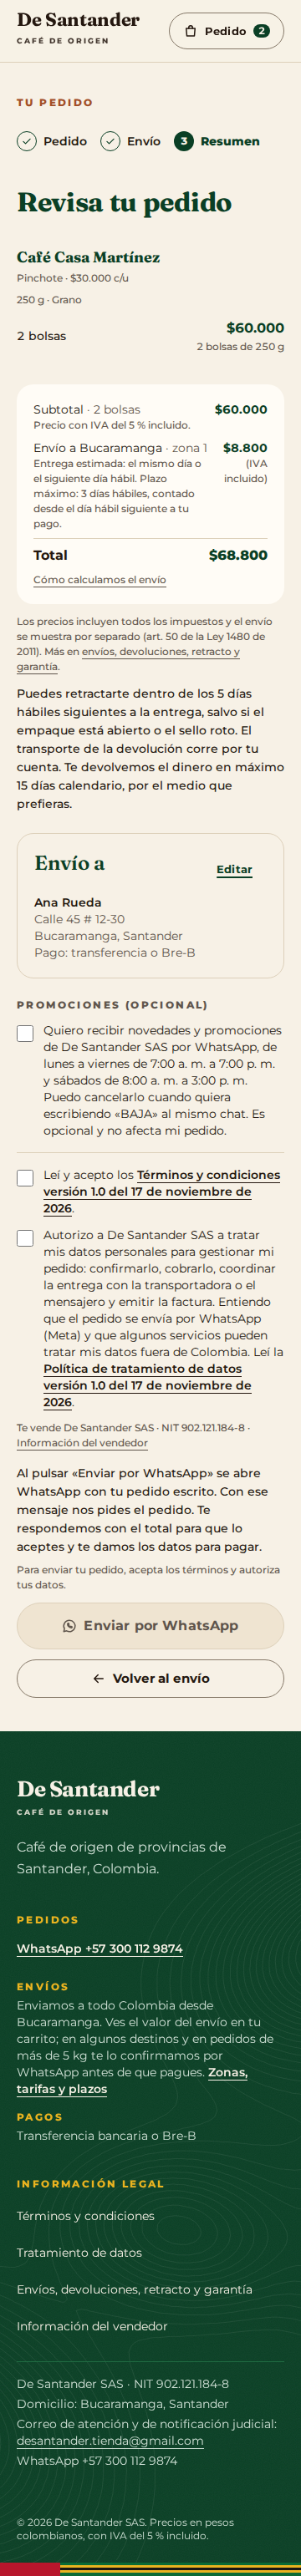 De Santander
CAFÉ DE ORIGEN
Pedido 2
TU PEDIDO
Pedido Envío 3 Resumen
Revisa tu pedido
Café Casa Martínez
Pinchote · $30.000 c/u
250 g · Grano
2 bolsas
$60.000
2 bolsas de 250 g
Subtotal · 2 bolsas $60.000
Precio con IVA del 5 % incluido.
Envío a Bucaramanga · zona 1 $8.800
(IVA
incluido)
Entrega estimada: el mismo día o
el siguiente día hábil. Plazo
máximo: 3 días hábiles, contado
desde el día hábil siguiente a tu
pago.
Total $68.800
Cómo calculamos el envío
Los precios incluyen todos los impuestos y el envío
se muestra por separado (art. 50 de la Ley 1480 de
2011). Más en envíos, devoluciones, retracto y
garantía.
Puedes retractarte dentro de los 5 días
hábiles siguientes a la entrega, salvo si el
empaque está abierto o el sello roto. El
transporte de la devolución corre por tu
cuenta. Te devolvemos el dinero en máximo
15 días calendario, por el medio que
prefieras.
Envío a
Editar
Ana Rueda
Calle 45 # 12-30
Bucaramanga, Santander
Pago: transferencia o Bre-B
PROMOCIONES (OPCIONAL)
Quiero recibir novedades y promociones
de De Santander SAS por WhatsApp, de
lunes a viernes de 7:00 a. m. a 7:00 p. m.
y sábados de 8:00 a. m. a 3:00 p. m.
Puedo cancelarlo cuando quiera
escribiendo «BAJA» al mismo chat. Es
opcional y no afecta mi pedido.
Leí y acepto los Términos y condiciones
versión 1.0 del 17 de noviembre de
2026.
Autorizo a De Santander SAS a tratar
mis datos personales para gestionar mi
pedido: confirmarlo, cobrarlo, coordinar
la entrega con la transportadora o el
mensajero y emitir la factura. Entiendo
que el pedido se envía por WhatsApp
(Meta) y que algunos servicios pueden
tratar mis datos fuera de Colombia. Leí la
Política de tratamiento de datos
versión 1.0 del 17 de noviembre de
2026.
Te vende De Santander SAS · NIT 902.121.184-8 ·
Información del vendedor
Al pulsar «Enviar por WhatsApp» se abre
WhatsApp con tu pedido escrito. Con ese
mensaje nos pides el pedido. Te
respondemos con el total para que lo
aceptes y te damos los datos para pagar.
Para enviar tu pedido, acepta los términos y autoriza
tus datos.
Enviar por WhatsApp
Volver al envío
De Santander
CAFÉ DE ORIGEN
Café de origen de provincias de
Santander, Colombia.
PEDIDOS
WhatsApp +57 300 112 9874
ENVÍOS
Enviamos a todo Colombia desde
Bucaramanga. Ves el valor del envío en tu
carrito; en algunos destinos y en pedidos de
más de 5 kg te lo confirmamos por
WhatsApp antes de que pagues. Zonas,
tarifas y plazos
PAGOS
Transferencia bancaria o Bre-B
INFORMACIÓN LEGAL
Términos y condiciones
Tratamiento de datos
Envíos, devoluciones, retracto y garantía
Información del vendedor
De Santander SAS · NIT 902.121.184-8
Domicilio: Bucaramanga, Santander
Correo de atención y de notificación judicial:
desantander.tienda@gmail.com
WhatsApp +57 300 112 9874
© 2026 De Santander SAS. Precios en pesos
colombianos, con IVA del 5 % incluido.